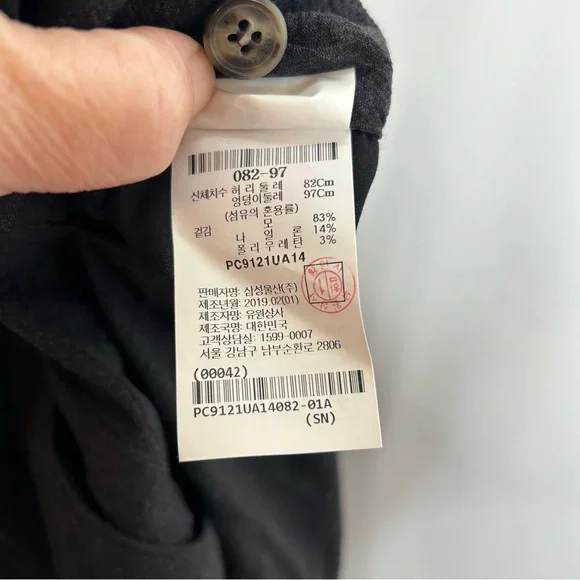 082-97
신체치수 허리둘레 82Cm
엉덩이둘레 97Cm
(섬유의 혼용률)
겉감 모 83%
나일론 14%
폴리우레탄 3%
PC9121UA14
판매자명: 삼성물산(주)
제조년월: 2019.02(01)
제조자명: 유원상사
제조국명: 대한민국
고객상담실: 1599-0007
서울 강남구 남부순환로 2806
(00042)
PC9121UA14082-01A
(SN)